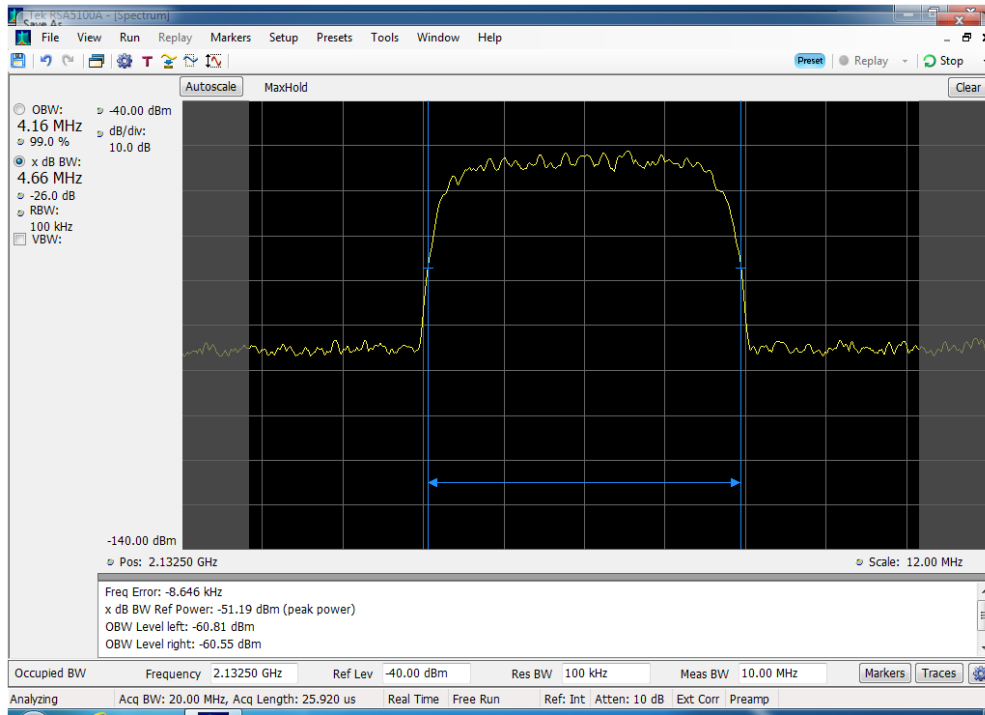 Tek RSA5100A - [Spectrum]
Save As
File View Run Replay Markers Setup Presets Tools Window Help
Preset Replay Stop
Autoscale MaxHold Clear
OBW:
4.16 MHz
99.0 %
x dB BW:
4.66 MHz
-26.0 dB
RBW:
100 kHz
VBW:
-40.00 dBm
dB/div:
10.0 dB
-140.00 dBm
Pos: 2.13250 GHz Scale: 12.00 MHz
Freq Error: -8.646 kHz
x dB BW Ref Power: -51.19 dBm (peak power)
OBW Level left: -60.81 dBm
OBW Level right: -60.55 dBm
Occupied BW Frequency 2.13250 GHz Ref Lev -40.00 dBm Res BW 100 kHz Meas BW 10.00 MHz Markers Traces
Analyzing Acq BW: 20.00 MHz, Acq Length: 25.920 us Real Time Free Run Ref: Int Atten: 10 dB Ext Corr Preamp